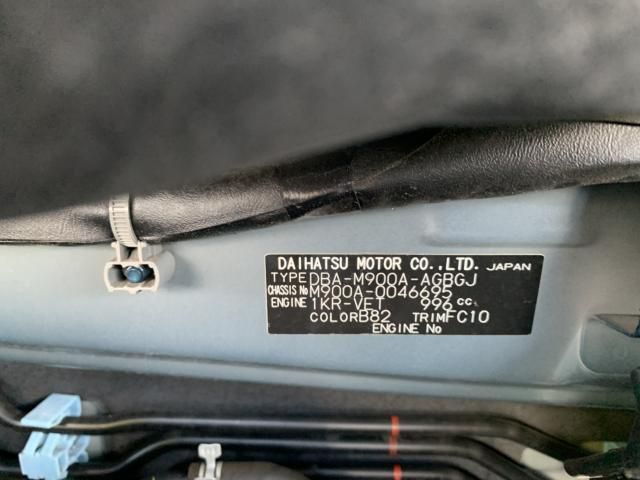 DAIHATSU MOTOR CO.,LTD. JAPAN
TYPE DBA-M900A-AGBGJ
CHASSIS No M900A-0046695
ENGINE 1KR-VET 996 cc
COLOR B82 TRIM FC10
ENGINE No